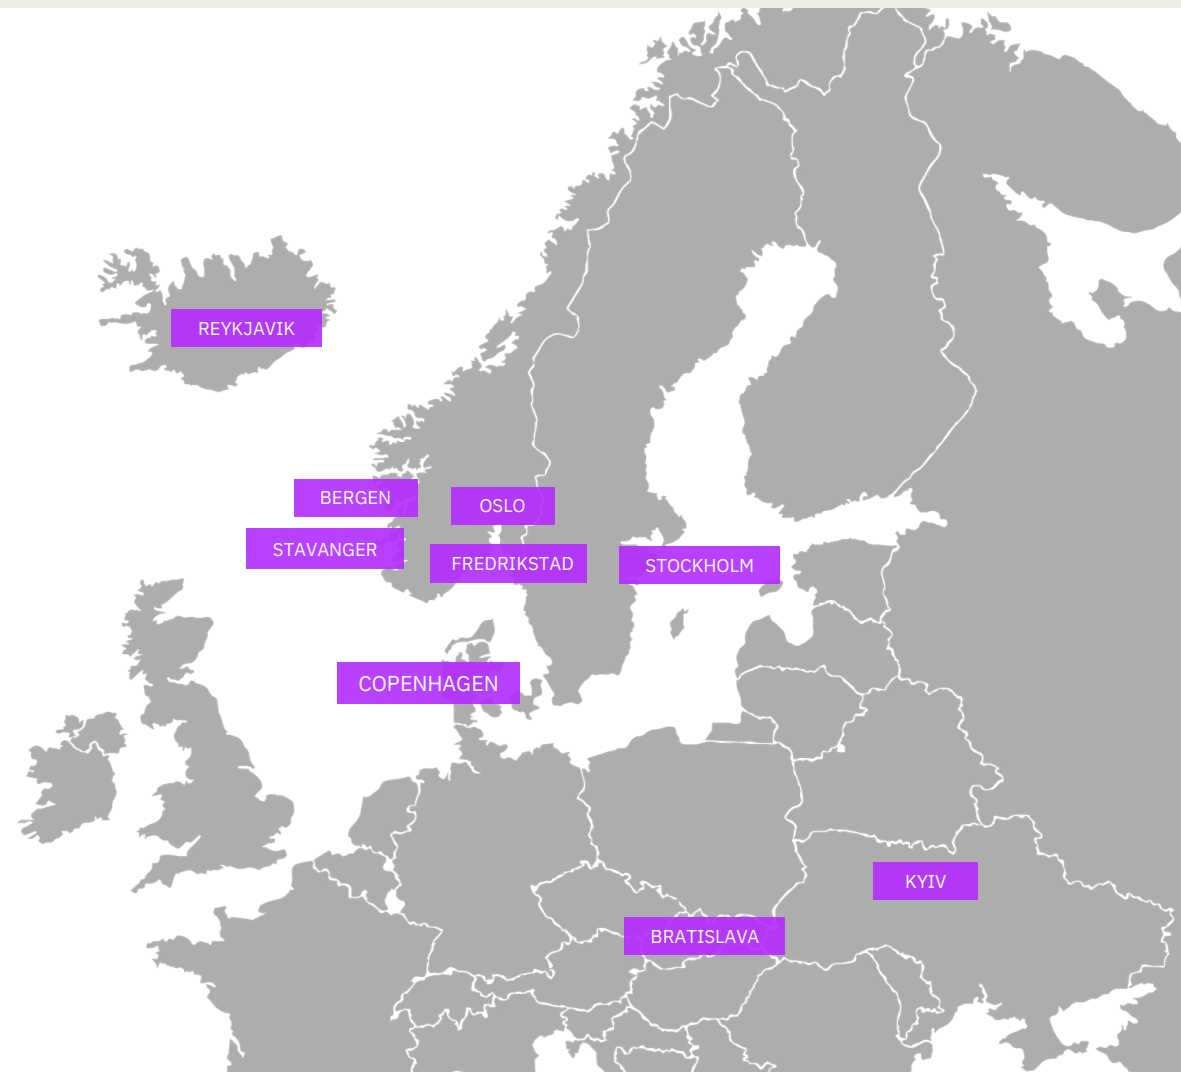 REYKJAVIK
BERGEN
OSLO
STAVANGER
FREDRIKSTAD
STOCKHOLM
COPENHAGEN
KYIV
BRATISLAVA